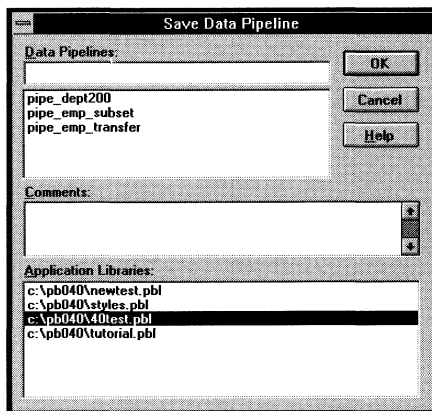 Save Data Pipeline
Data Pipelines:
OK
pipe_dept200
pipe_emp_subset
pipe_emp_transfer
Cancel
Help
Comments:
Application Libraries:
c:\pb040\newtest.pbl
c:\pb040\styles.pbl
c:\pb040\40test.pbl
c:\pb040\tutorial.pbl